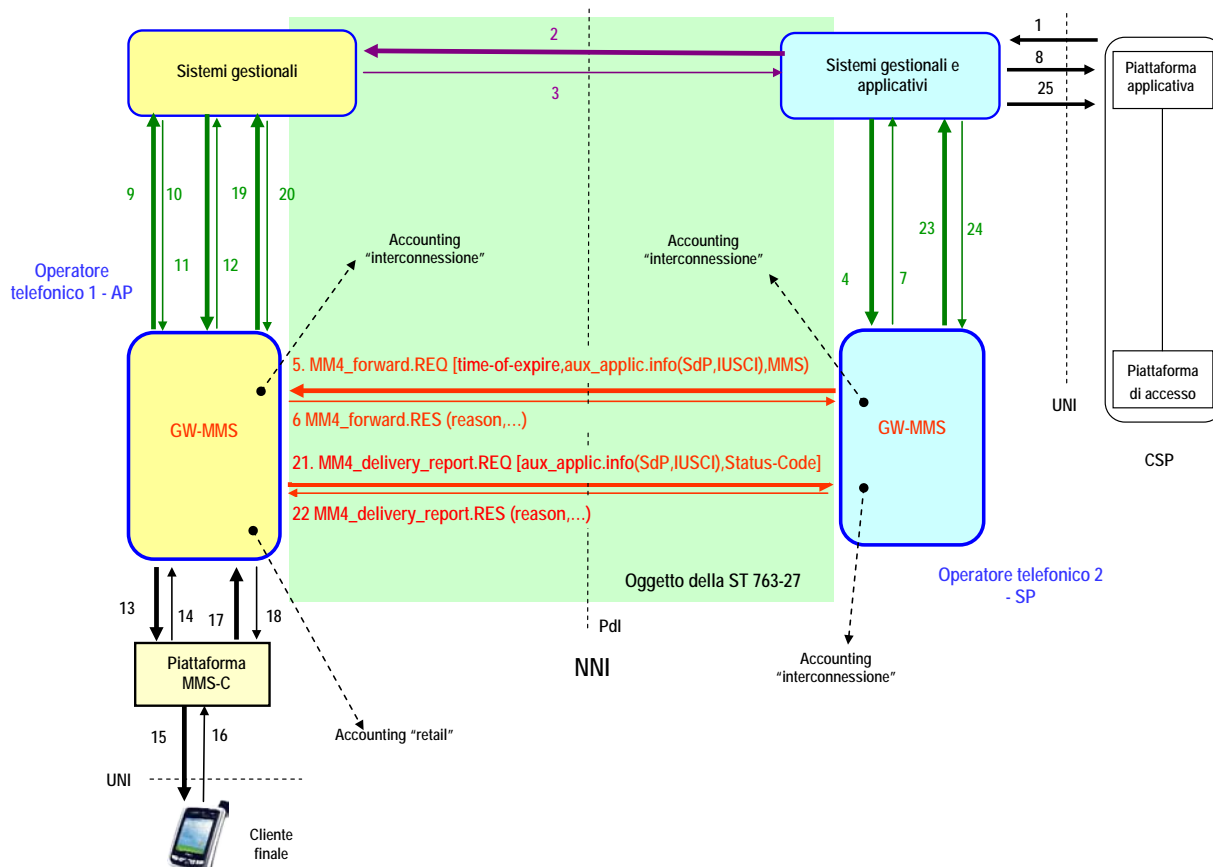 2
1
8
25
Sistemi gestionali
Sistemi gestionali e
applicativi
Piattaforma
applicativa
3
9
10
19
20
11
12
23
24
4
7
Accounting
“interconnessione”
Accounting
“interconnessione”
Operatore
telefonico 1 - AP
5. MM4_forward.REQ [time-of-expire,aux_applic.info(SdP,IUSCI),MMS)
6 MM4_forward.RES (reason,…)
GW-MMS
GW-MMS
21. MM4_delivery_report.REQ [aux_applic.info(SdP,IUSCI),Status-Code]
22 MM4_delivery_report.RES (reason,…)
Piattaforma
di accesso
UNI
CSP
Oggetto della ST 763-27
Operatore telefonico 2
- SP
13
14
17
18
PdI
NNI
Piattaforma
MMS-C
Accounting
“interconnessione”
15
16
Accounting “retail”
UNI
Cliente
finale